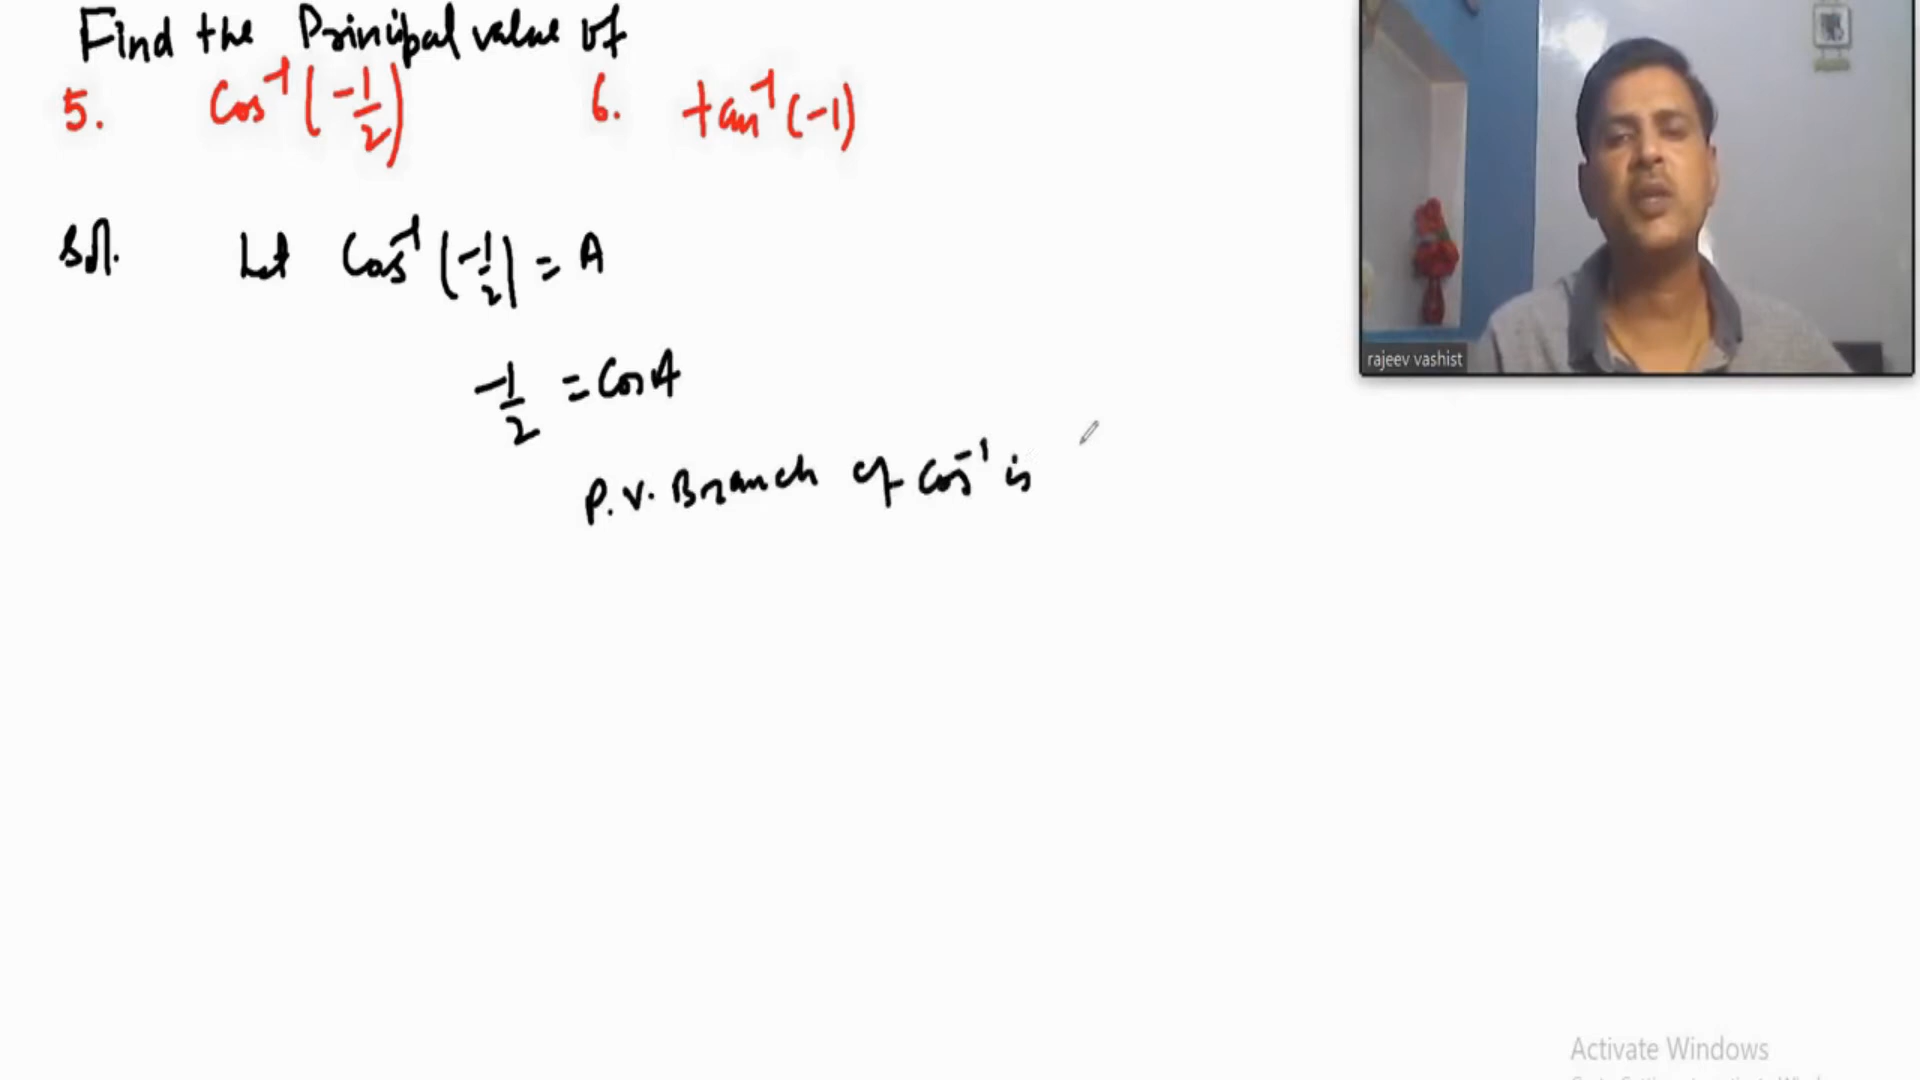 Find the Principal value of
5. Cos⁻¹(-1/2) 6. tan⁻¹(-1)
Sol. Let Cos⁻¹(-1/2) = A
-1/2 = Cos A
P.V. Branch of Cos⁻¹ is
rajeev vashist
Activate Windows